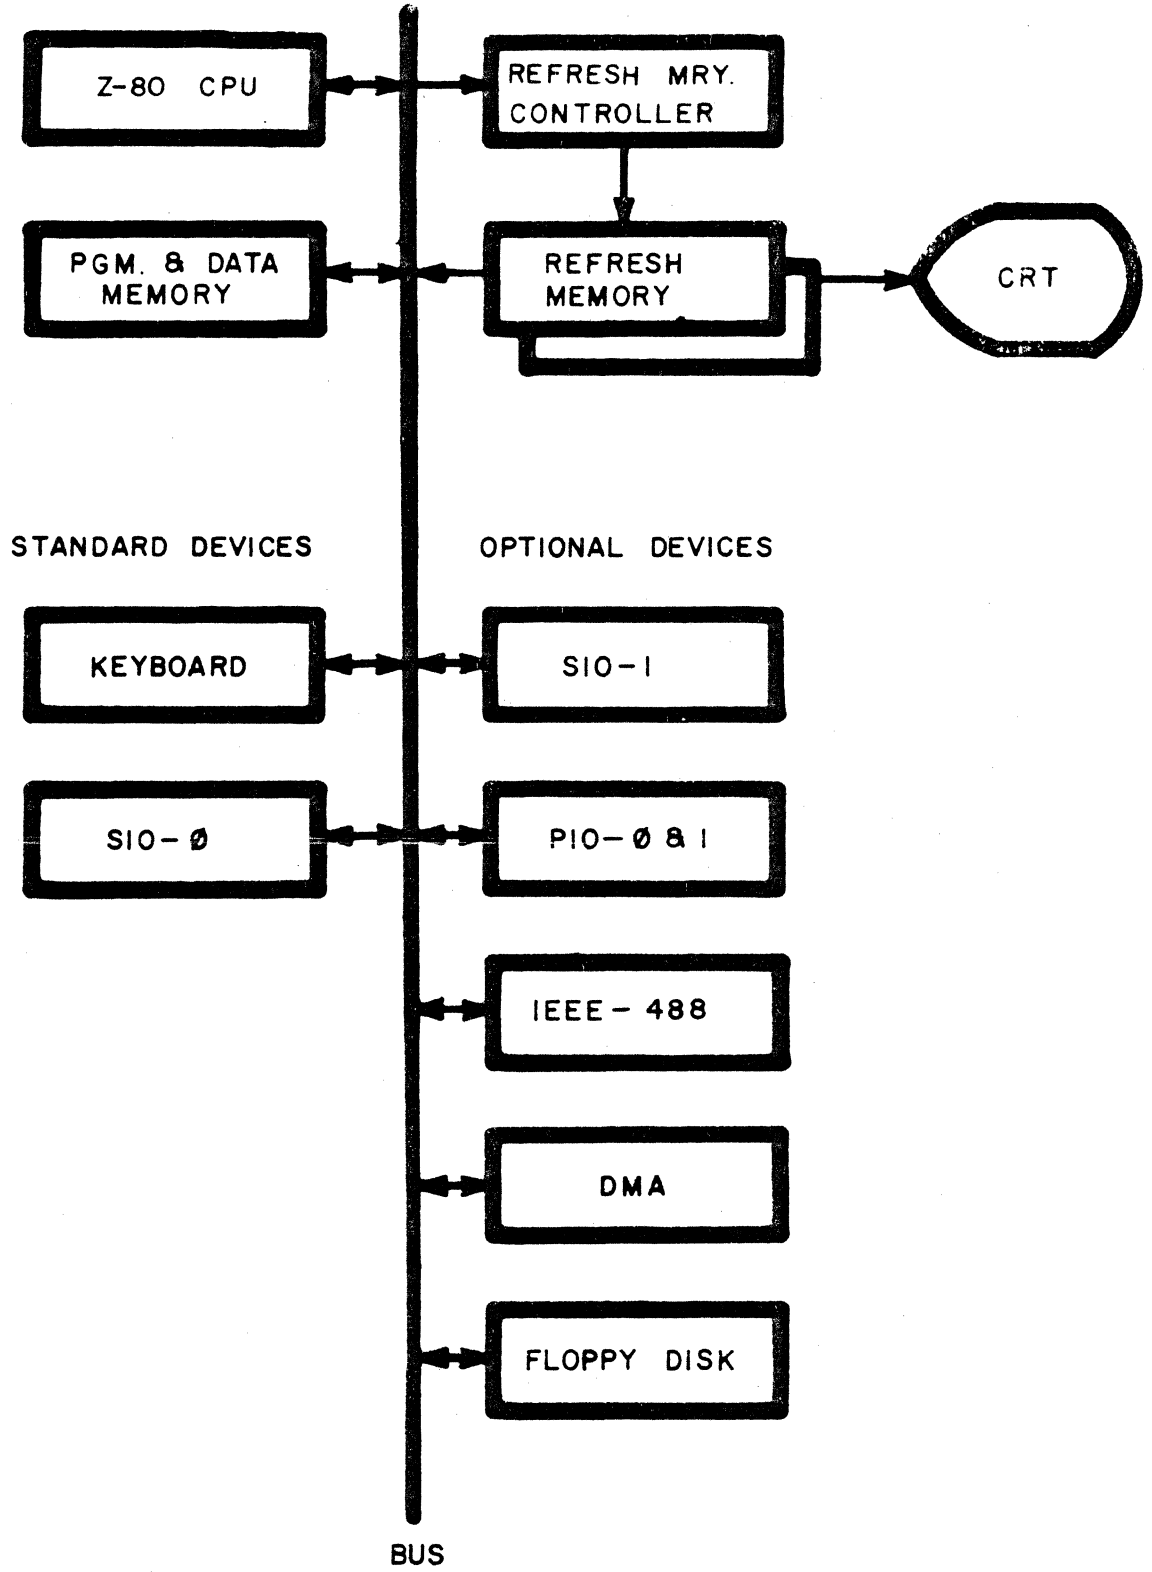 Z-80 CPU
REFRESH MRY.
CONTROLLER
PGM. & DATA
MEMORY
REFRESH
MEMORY
CRT
STANDARD DEVICES
OPTIONAL DEVICES
KEYBOARD
SIO-1
SIO-Ø
PIO-Ø & 1
IEEE-488
DMA
FLOPPY DISK
BUS